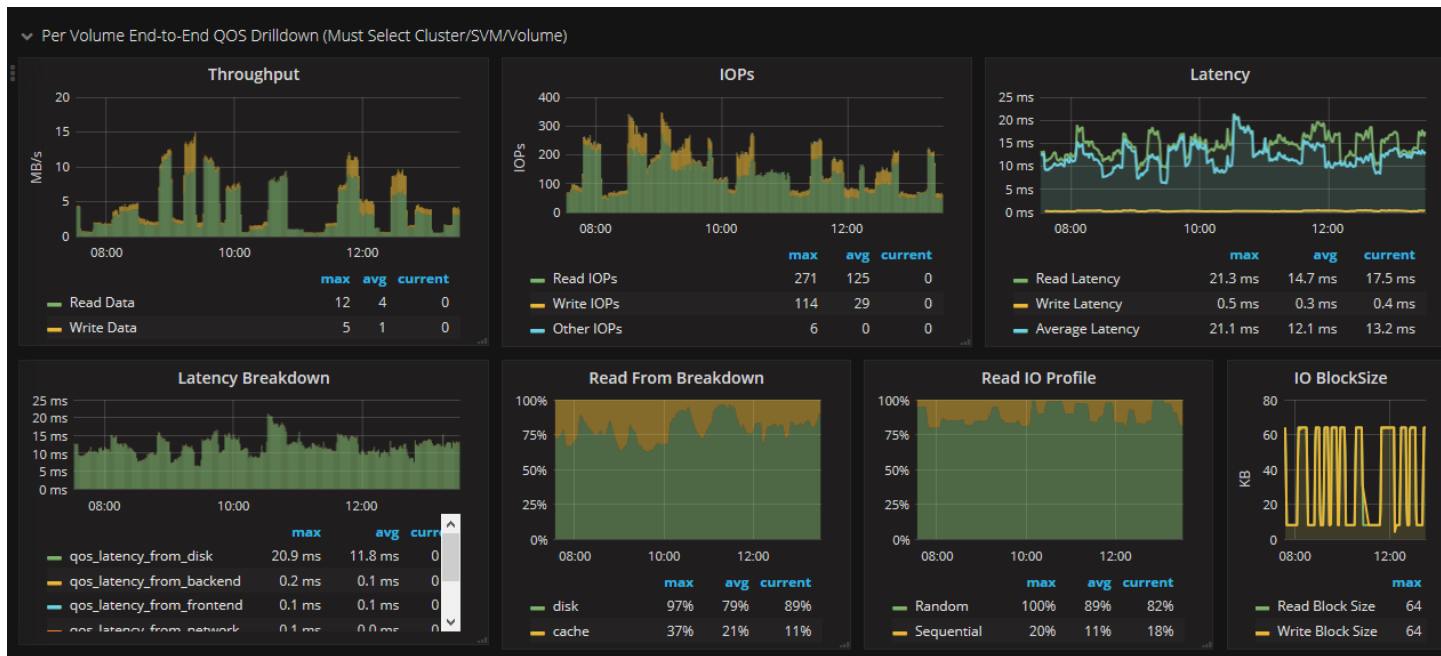 Per Volume End-to-End QOS Drilldown (Must Select Cluster/SVM/Volume)
Throughput
20
15
10
5
0
MB/s
08:00 10:00 12:00
max avg current
Read Data 12 4 0
Write Data 5 1 0
IOPs
400
300
200
100
0
IOPs
08:00 10:00 12:00
max avg current
Read IOPs 271 125 0
Write IOPs 114 29 0
Other IOPs 6 0 0
Latency
25 ms
20 ms
15 ms
10 ms
5 ms
0 ms
08:00 10:00 12:00
max avg current
Read Latency 21.3 ms 14.7 ms 17.5 ms
Write Latency 0.5 ms 0.3 ms 0.4 ms
Average Latency 21.1 ms 12.1 ms 13.2 ms
Latency Breakdown
25 ms
20 ms
15 ms
10 ms
5 ms
0 ms
08:00 10:00 12:00
max avg curr
qos_latency_from_disk 20.9 ms 11.8 ms 0
qos_latency_from_backend 0.2 ms 0.1 ms 0
qos_latency_from_frontend 0.1 ms 0.1 ms 0
qos_latency_from_network 0.1 ms 0.0 ms 0
Read From Breakdown
100%
75%
50%
25%
0%
08:00 10:00 12:00
max avg current
disk 97% 79% 89%
cache 37% 21% 11%
Read IO Profile
100%
75%
50%
25%
0%
08:00 10:00 12:00
max avg current
Random 100% 89% 82%
Sequential 20% 11% 18%
IO BlockSize
80
60
40
20
0
KB
08:00 12:00
max
Read Block Size 64
Write Block Size 64